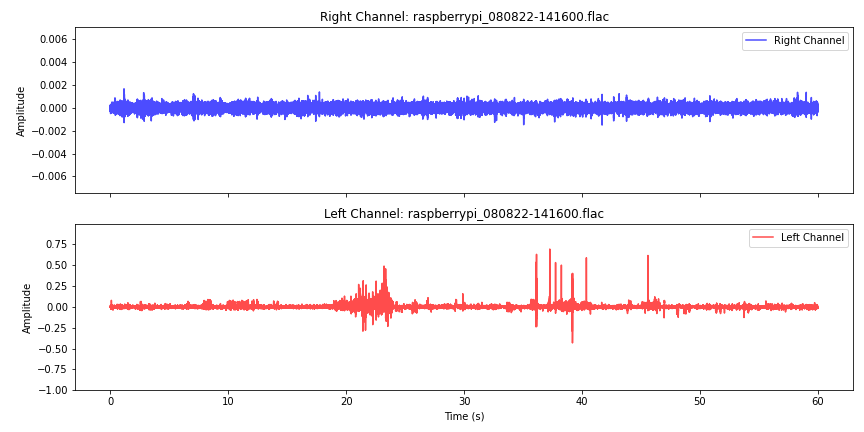 Right Channel: raspberrypi_080822-141600.flac
Right Channel
Amplitude
0.006
0.004
0.002
0.000
−0.002
−0.004
−0.006
Left Channel: raspberrypi_080822-141600.flac
Left Channel
Amplitude
0.75
0.50
0.25
0.00
−0.25
−0.50
−0.75
−1.00
0 10 20 30 40 50 60
Time (s)